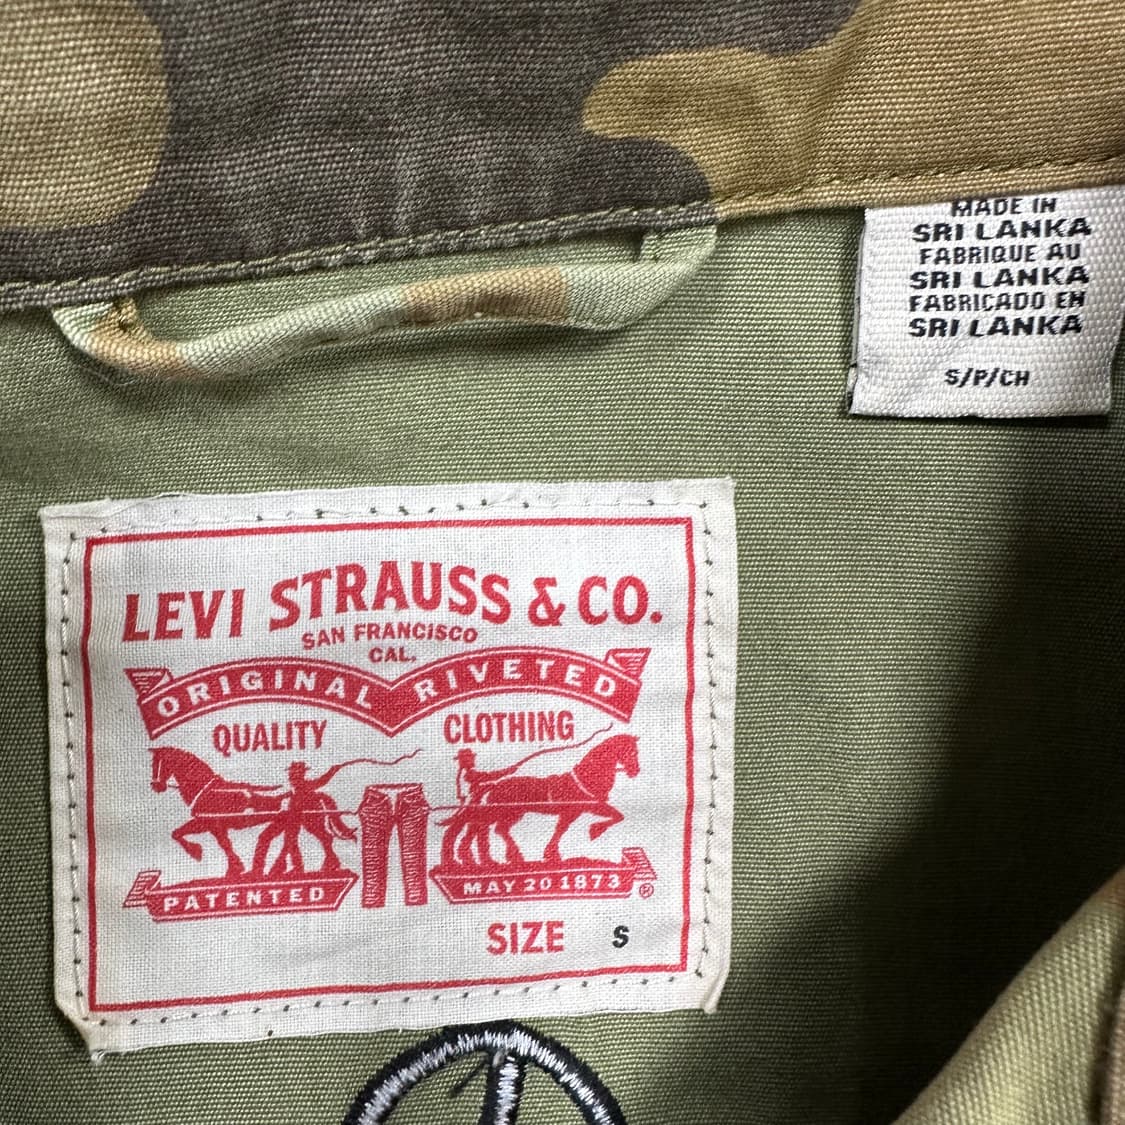 MADE IN
SRI LANKA
FABRIQUE AU
SRI LANKA
FABRICADO EN
SRI LANKA
S/P/CH
LEVI STRAUSS & CO.
SAN FRANCISCO
CAL.
ORIGINAL RIVETED
QUALITY CLOTHING
PATENTED MAY 20 1873 ®
SIZE S